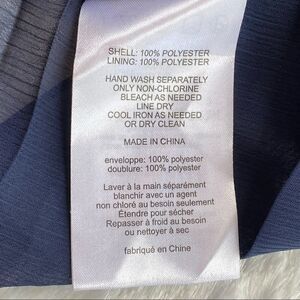 SHELL: 100% POLYESTER
LINING: 100% POLYESTER
HAND WASH SEPARATELY
ONLY NON-CHLORINE
BLEACH AS NEEDED
LINE DRY
COOL IRON AS NEEDED
OR DRY CLEAN
MADE IN CHINA
enveloppe: 100% polyester
doublure: 100% polyester
Laver à la main séparément
blanchir avec un agent
non chloré au besoin seulement
Étendre pour sécher
Repasser à froid au besoin
ou nettoyer à sec
fabriqué en Chine